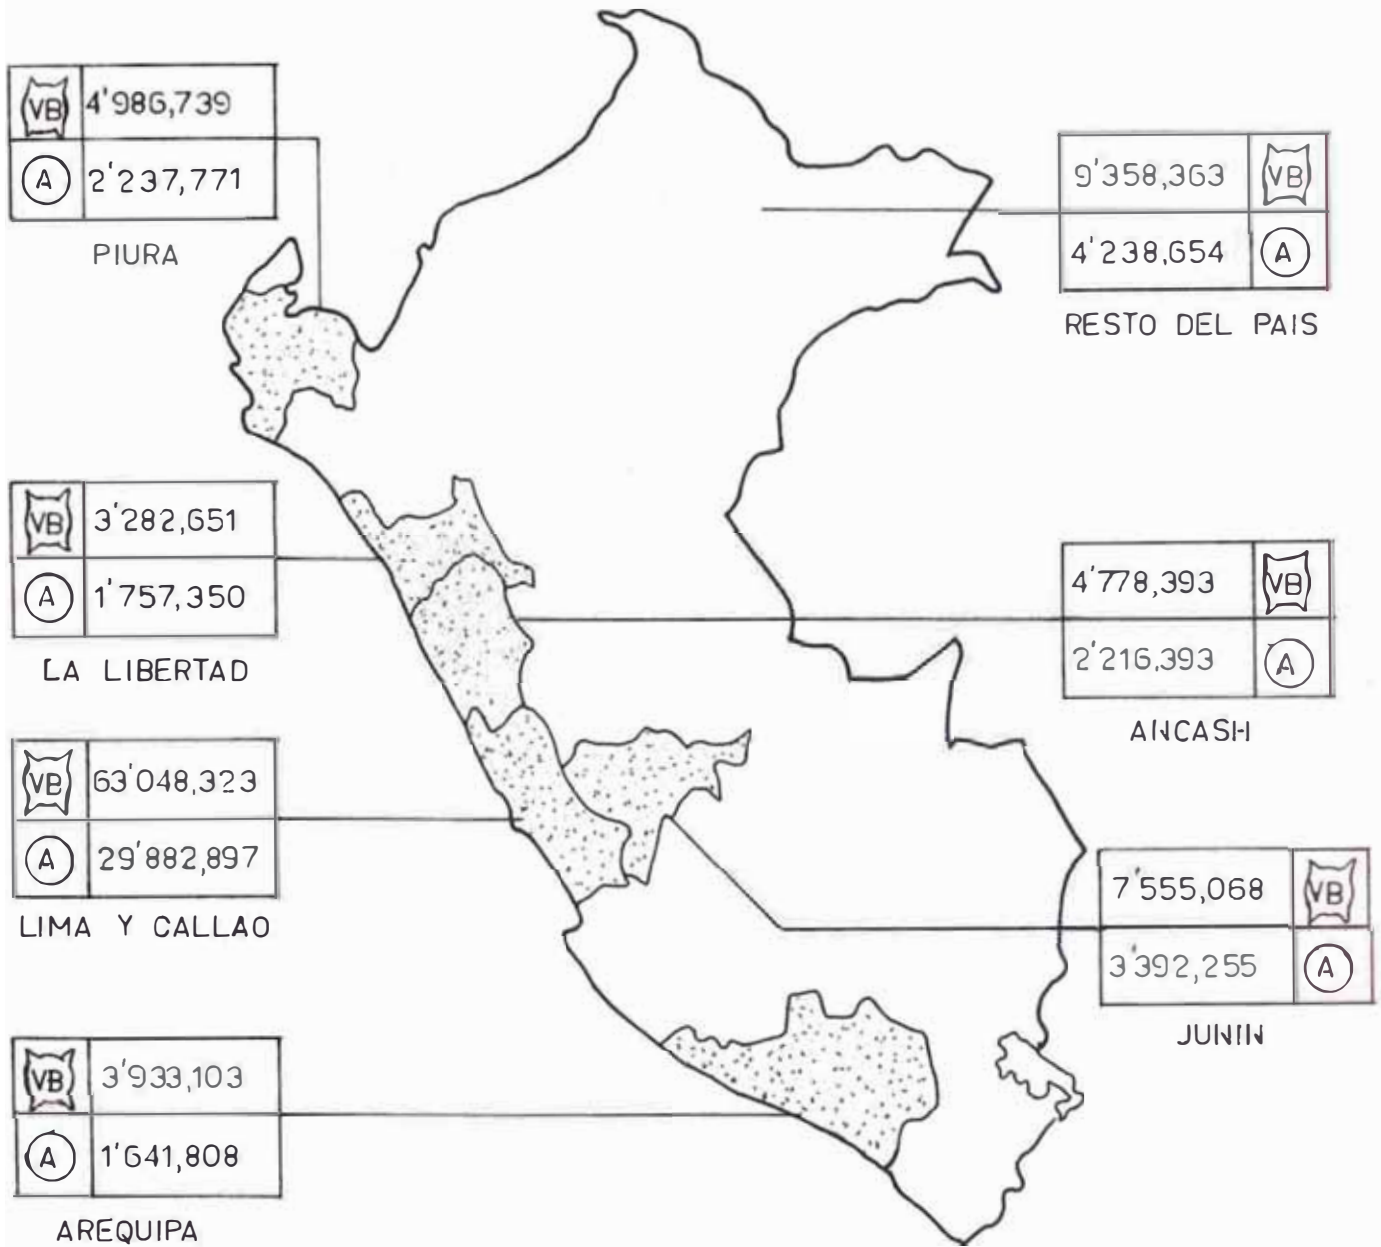 VB 4'986,739
A 2'237,771
PIURA
9'358,363 VB
4'238,654 A
RESTO DEL PAIS
VB 3'282,651
A 1'757,350
LA LIBERTAD
4'778,393 VB
2'216,393 A
ANCASH
VB 63'048,323
A 29'882,897
LIMA Y CALLAO
7'555,068 VB
3'392,255 A
JUNIN
VB 3'933,103
A 1'641,808
AREQUIPA